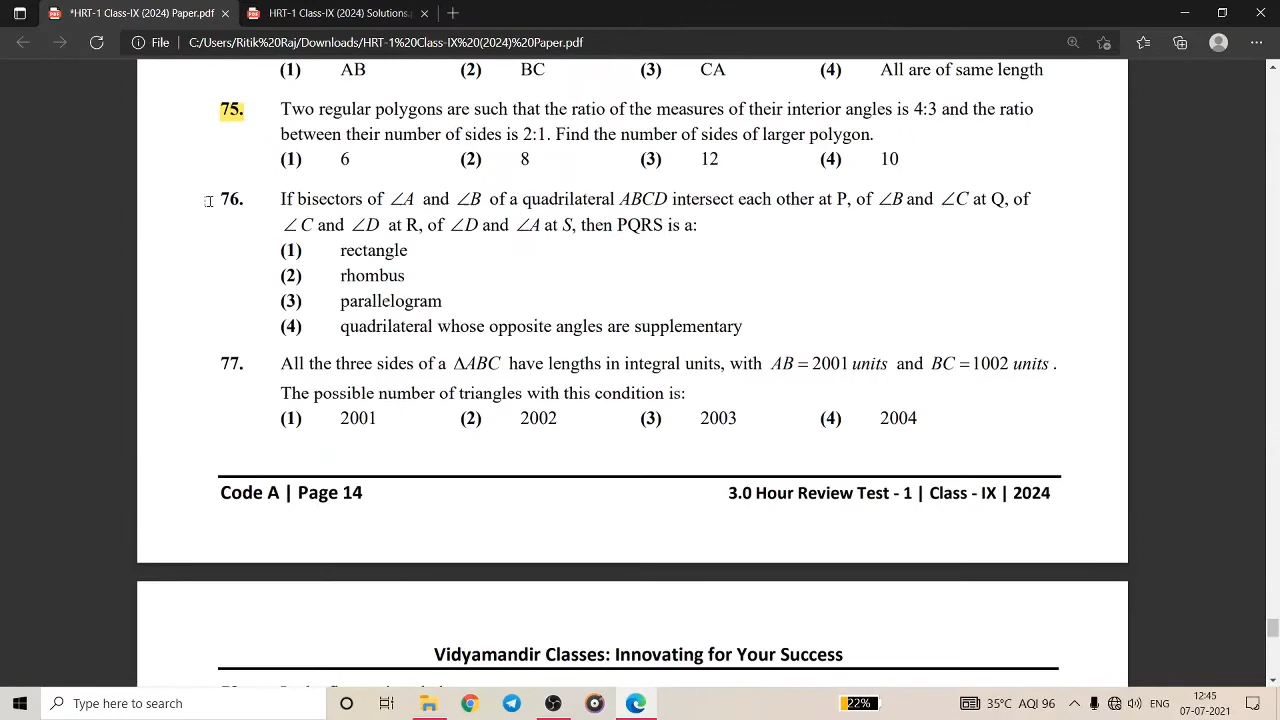 *HRT-1 Class-IX (2024) Paper.pdf
HRT-1 Class-IX (2024) Solutions.
File C:/Users/Ritik Raj/Downloads/HRT-1%20Class-IX%20(2024)%20Paper.pdf
(1) AB (2) BC (3) CA (4) All are of same length
75. Two regular polygons are such that the ratio of the measures of their interior angles is 4:3 and the ratio
between their number of sides is 2:1. Find the number of sides of larger polygon.
(1) 6 (2) 8 (3) 12 (4) 10
76. If bisectors of ∠A and ∠B of a quadrilateral ABCD intersect each other at P, of ∠B and ∠C at Q, of
∠C and ∠D at R, of ∠D and ∠A at S, then PQRS is a:
(1) rectangle
(2) rhombus
(3) parallelogram
(4) quadrilateral whose opposite angles are supplementary
77. All the three sides of a ΔABC have lengths in integral units, with AB = 2001 units and BC = 1002 units .
The possible number of triangles with this condition is:
(1) 2001 (2) 2002 (3) 2003 (4) 2004
Code A | Page 14 3.0 Hour Review Test - 1 | Class - IX | 2024
Vidyamandir Classes: Innovating for Your Success
Type here to search
22%
35°C AQI 96
ENG
12:45
07-07-2021